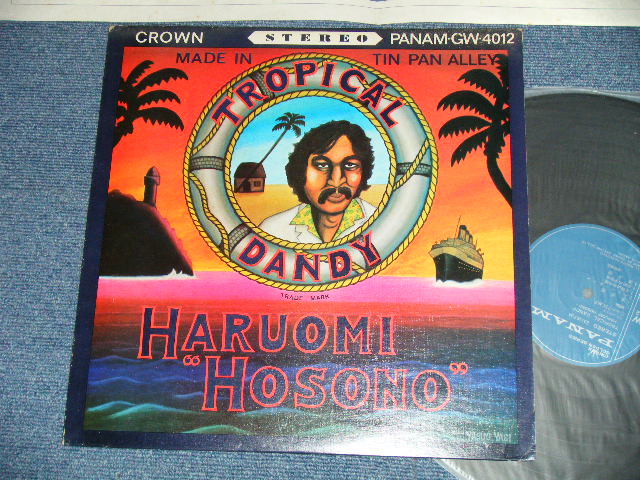 CROWN
STEREO
PANAM-GW-4012
MADE IN
TIN PAN ALLEY
TROPICAL
DANDY
TRADE MARK
HARUOMI
"HOSONO"
PANAM